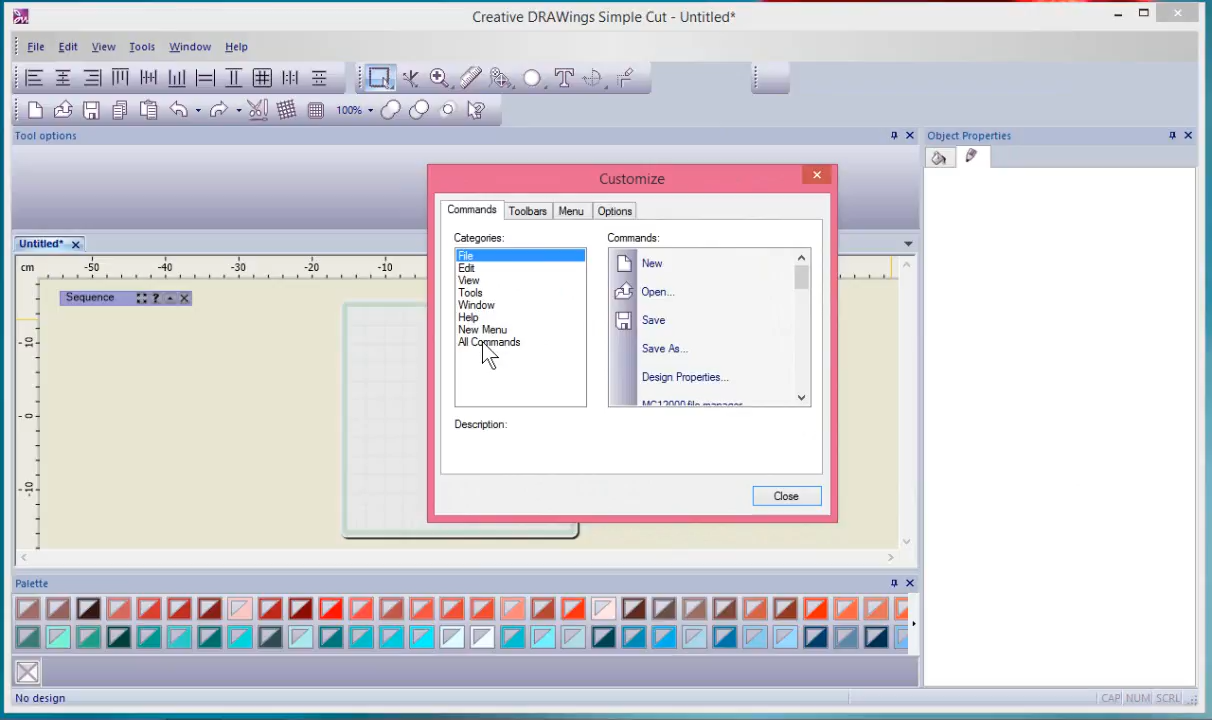 Creative DRAWings Simple Cut - Untitled*
File Edit View Tools Window Help
100%
Tool options
Object Properties
Customize
Commands Toolbars Menu Options
Untitled*
Categories:
Commands:
File
Edit
View
Tools
Window
Help
New Menu
All Commands
New
Open...
Save
Save As...
Design Properties...
MC12000 file manager
cm -50 -40 -30 -20 -10
Sequence
-10
-0
-10
Description:
Close
Palette
No design
CAP NUM SCRL